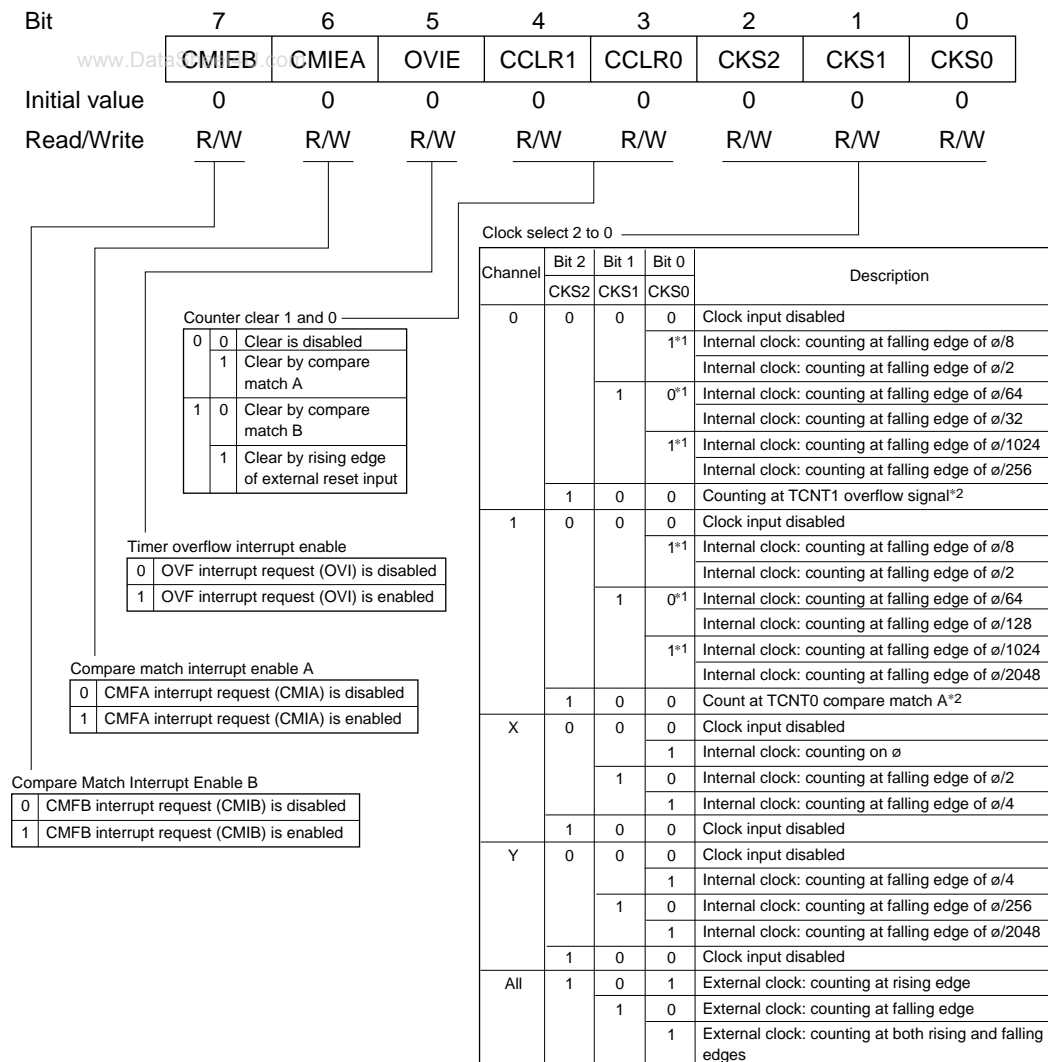 Bit 7 6 5 4 3 2 1 0
www.DataSheet4U.com
CMIEB CMIEA OVIE CCLR1 CCLR0 CKS2 CKS1 CKS0
Initial value 0 0 0 0 0 0 0 0
Read/Write R/W R/W R/W R/W R/W R/W R/W R/W
Counter clear 1 and 0
0 0 Clear is disabled
1 Clear by compare
match A
1 0 Clear by compare
match B
1 Clear by rising edge
of external reset input
Timer overflow interrupt enable
0 OVF interrupt request (OVI) is disabled
1 OVF interrupt request (OVI) is enabled
Compare match interrupt enable A
0 CMFA interrupt request (CMIA) is disabled
1 CMFA interrupt request (CMIA) is enabled
Compare Match Interrupt Enable B
0 CMFB interrupt request (CMIB) is disabled
1 CMFB interrupt request (CMIB) is enabled
Clock select 2 to 0
Channel Bit 2 Bit 1 Bit 0 Description
CKS2 CKS1 CKS0
0 0 0 0 Clock input disabled
1*1 Internal clock: counting at falling edge of ø/8
Internal clock: counting at falling edge of ø/2
1 0*1 Internal clock: counting at falling edge of ø/64
Internal clock: counting at falling edge of ø/32
1*1 Internal clock: counting at falling edge of ø/1024
Internal clock: counting at falling edge of ø/256
1 0 0 Counting at TCNT1 overflow signal*2
1 0 0 0 Clock input disabled
1*1 Internal clock: counting at falling edge of ø/8
Internal clock: counting at falling edge of ø/2
1 0*1 Internal clock: counting at falling edge of ø/64
Internal clock: counting at falling edge of ø/128
1*1 Internal clock: counting at falling edge of ø/1024
Internal clock: counting at falling edge of ø/2048
1 0 0 Count at TCNT0 compare match A*2
X 0 0 0 Clock input disabled
1 Internal clock: counting on ø
1 0 Internal clock: counting at falling edge of ø/2
1 Internal clock: counting at falling edge of ø/4
1 0 0 Clock input disabled
Y 0 0 0 Clock input disabled
1 Internal clock: counting at falling edge of ø/4
1 0 Internal clock: counting at falling edge of ø/256
1 Internal clock: counting at falling edge of ø/2048
1 0 0 Clock input disabled
All 1 0 1 External clock: counting at rising edge
1 0 External clock: counting at falling edge
1 External clock: counting at both rising and falling
edges